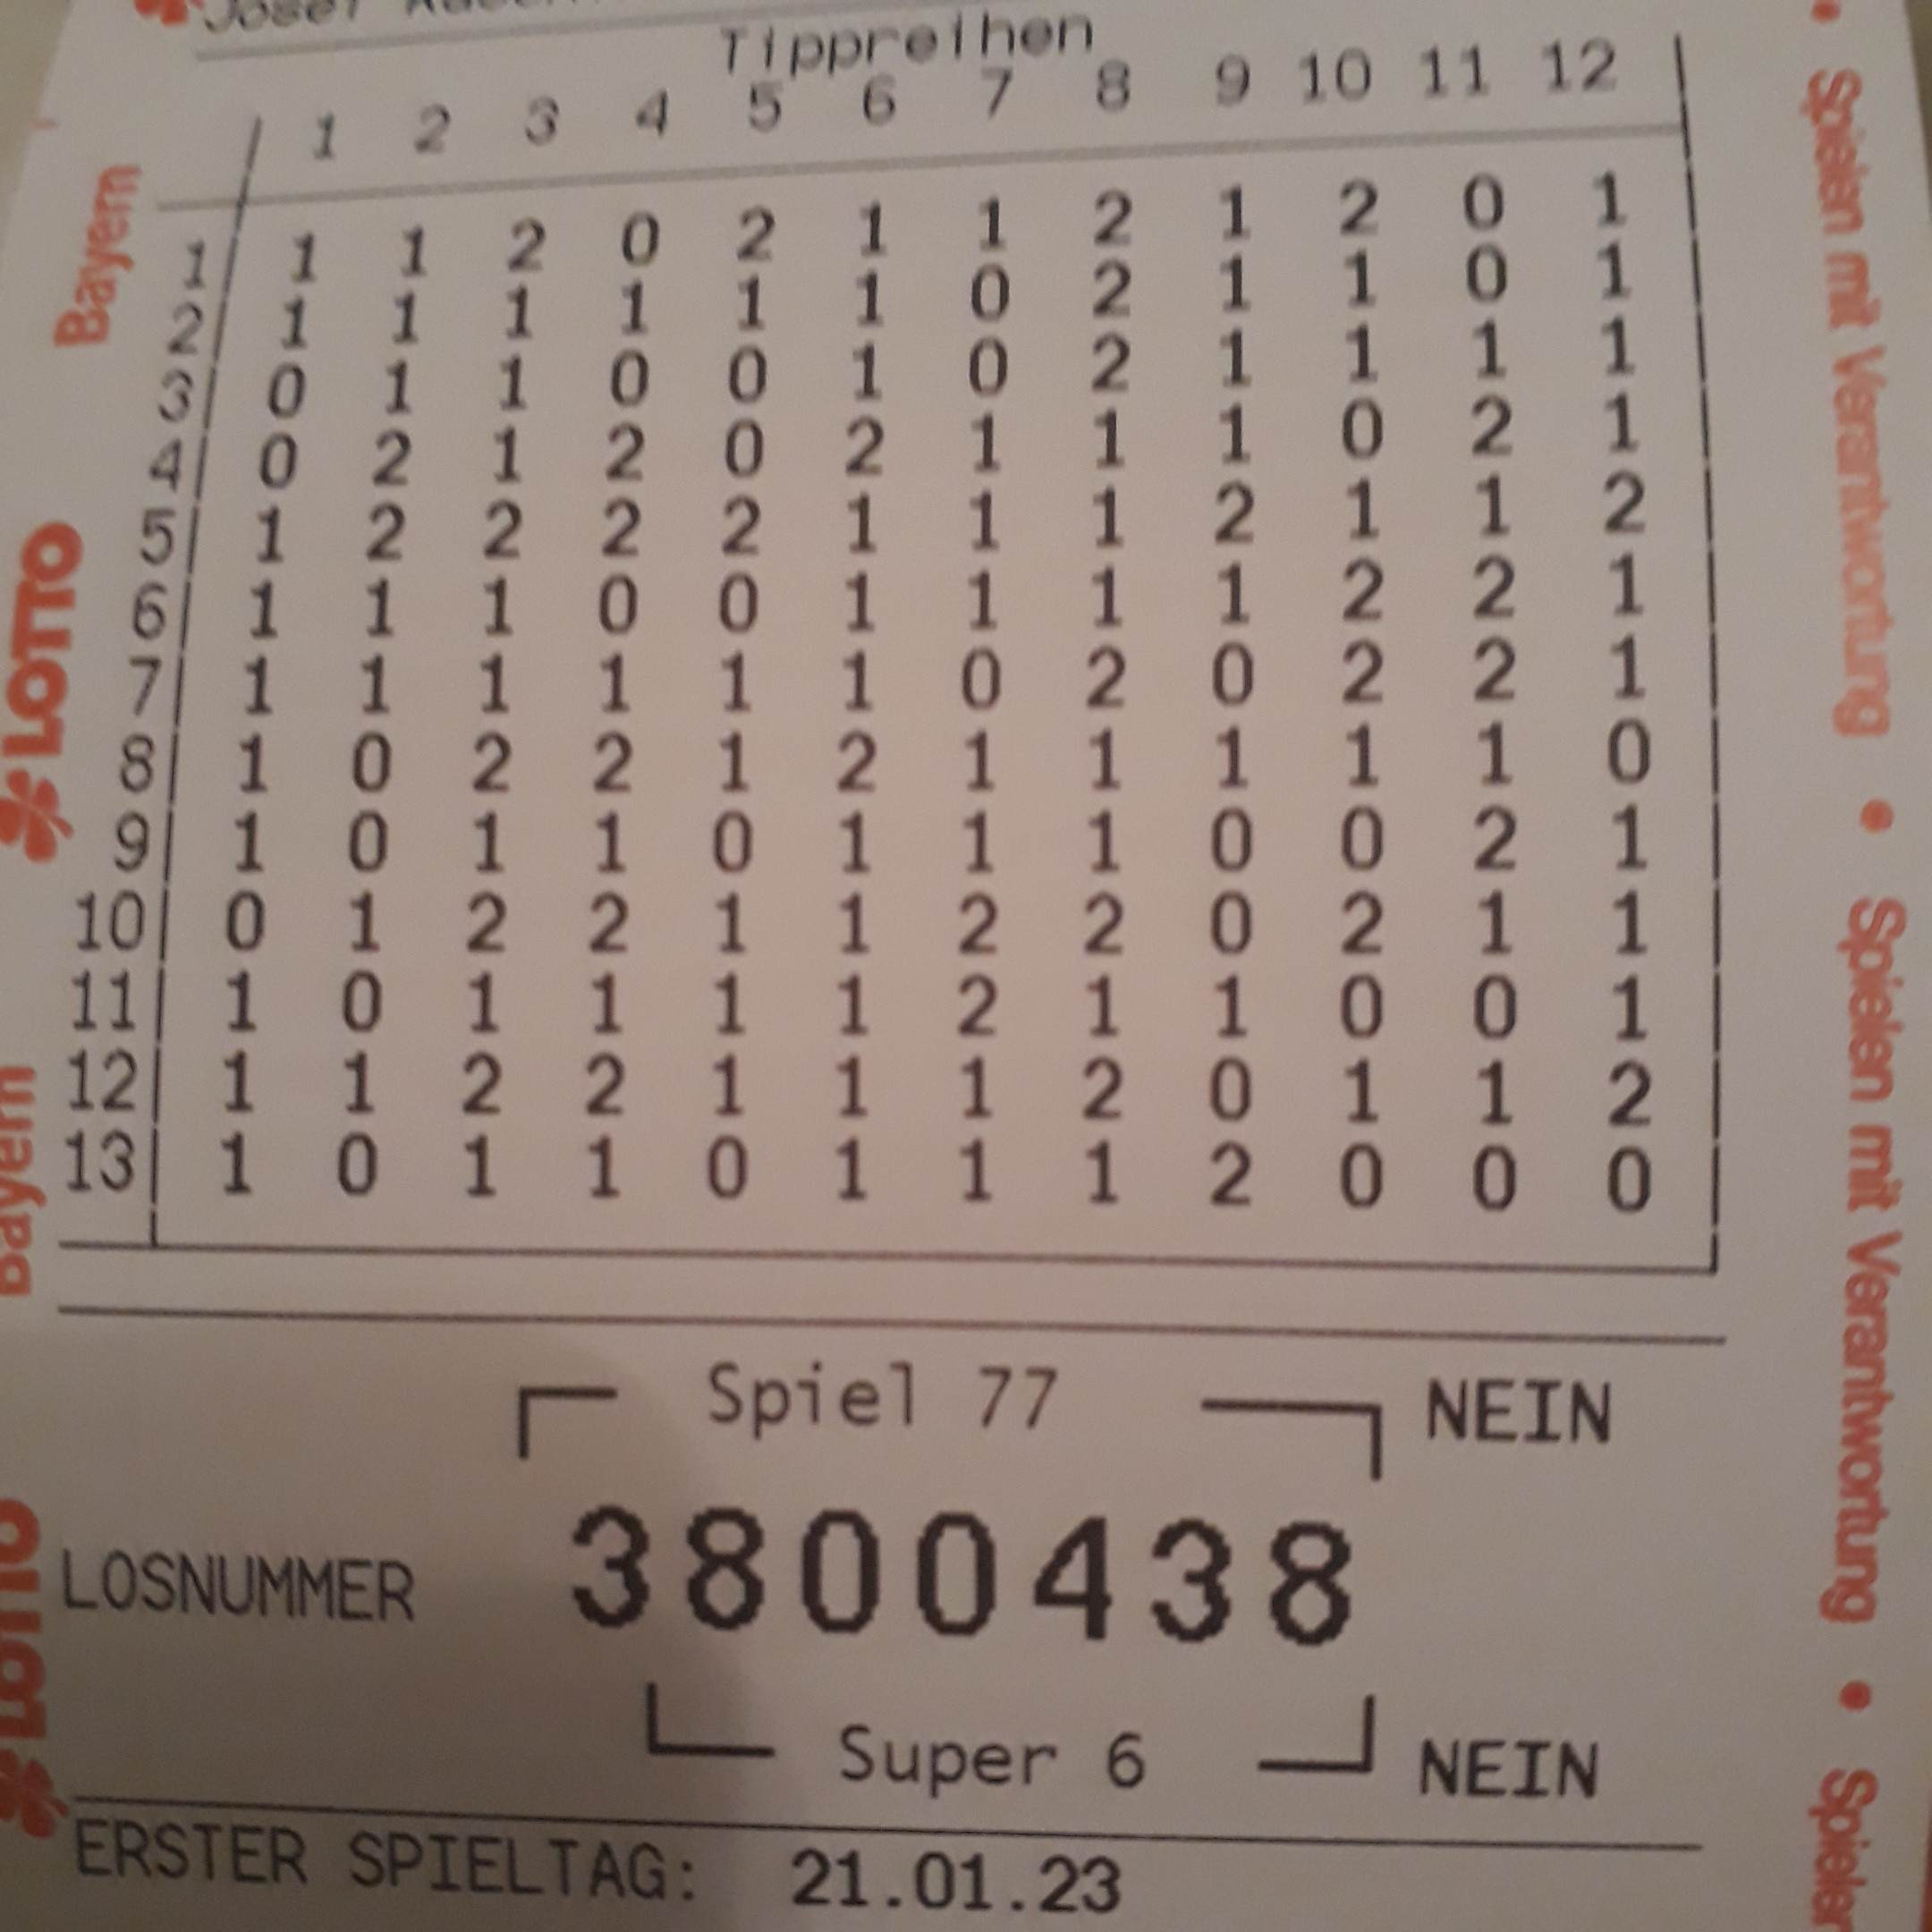 Josef
Tippreihen
1 2 3 4 5 6 7 8 9 10 11 12
1 1 1 2 0 2 1 1 2 1 2 0 1
2 1 1 1 1 1 1 0 2 1 1 0 1
3 0 1 1 0 0 1 0 2 1 1 1 1
4 0 2 1 2 0 2 1 1 1 0 2 1
5 1 2 2 2 2 1 1 1 2 1 1 2
6 1 1 1 0 0 1 1 1 1 2 2 1
7 1 1 1 1 1 1 0 2 0 2 2 1
8 1 0 2 2 1 2 1 1 1 1 1 0
9 1 0 1 1 0 1 1 1 0 0 2 1
10 0 1 2 2 1 1 2 2 0 2 1 1
11 1 0 1 1 1 1 2 1 1 0 0 1
12 1 1 2 2 1 1 1 2 0 1 1 2
13 1 0 1 1 0 1 1 1 2 0 0 0
Spiel 77 NEIN
LOSNUMMER 3800438
Super 6 NEIN
ERSTER SPIELTAG: 21.01.23
Bayern
LOTTO
Bayern
LOTTO
• Spielen mit Verantwortung • Spielen mit Verantwortung • Spielen